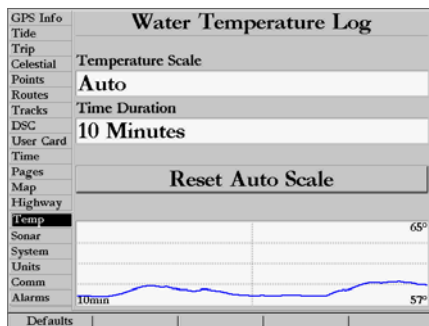 GPS Info
Tide
Trip
Celestial
Points
Routes
Tracks
DSC
User Card
Time
Pages
Map
Highway
Temp
Sonar
System
Units
Comm
Alarms
Water Temperature Log
Temperature Scale
Auto
Time Duration
10 Minutes
Reset Auto Scale
65°
10min
57°
Defaults